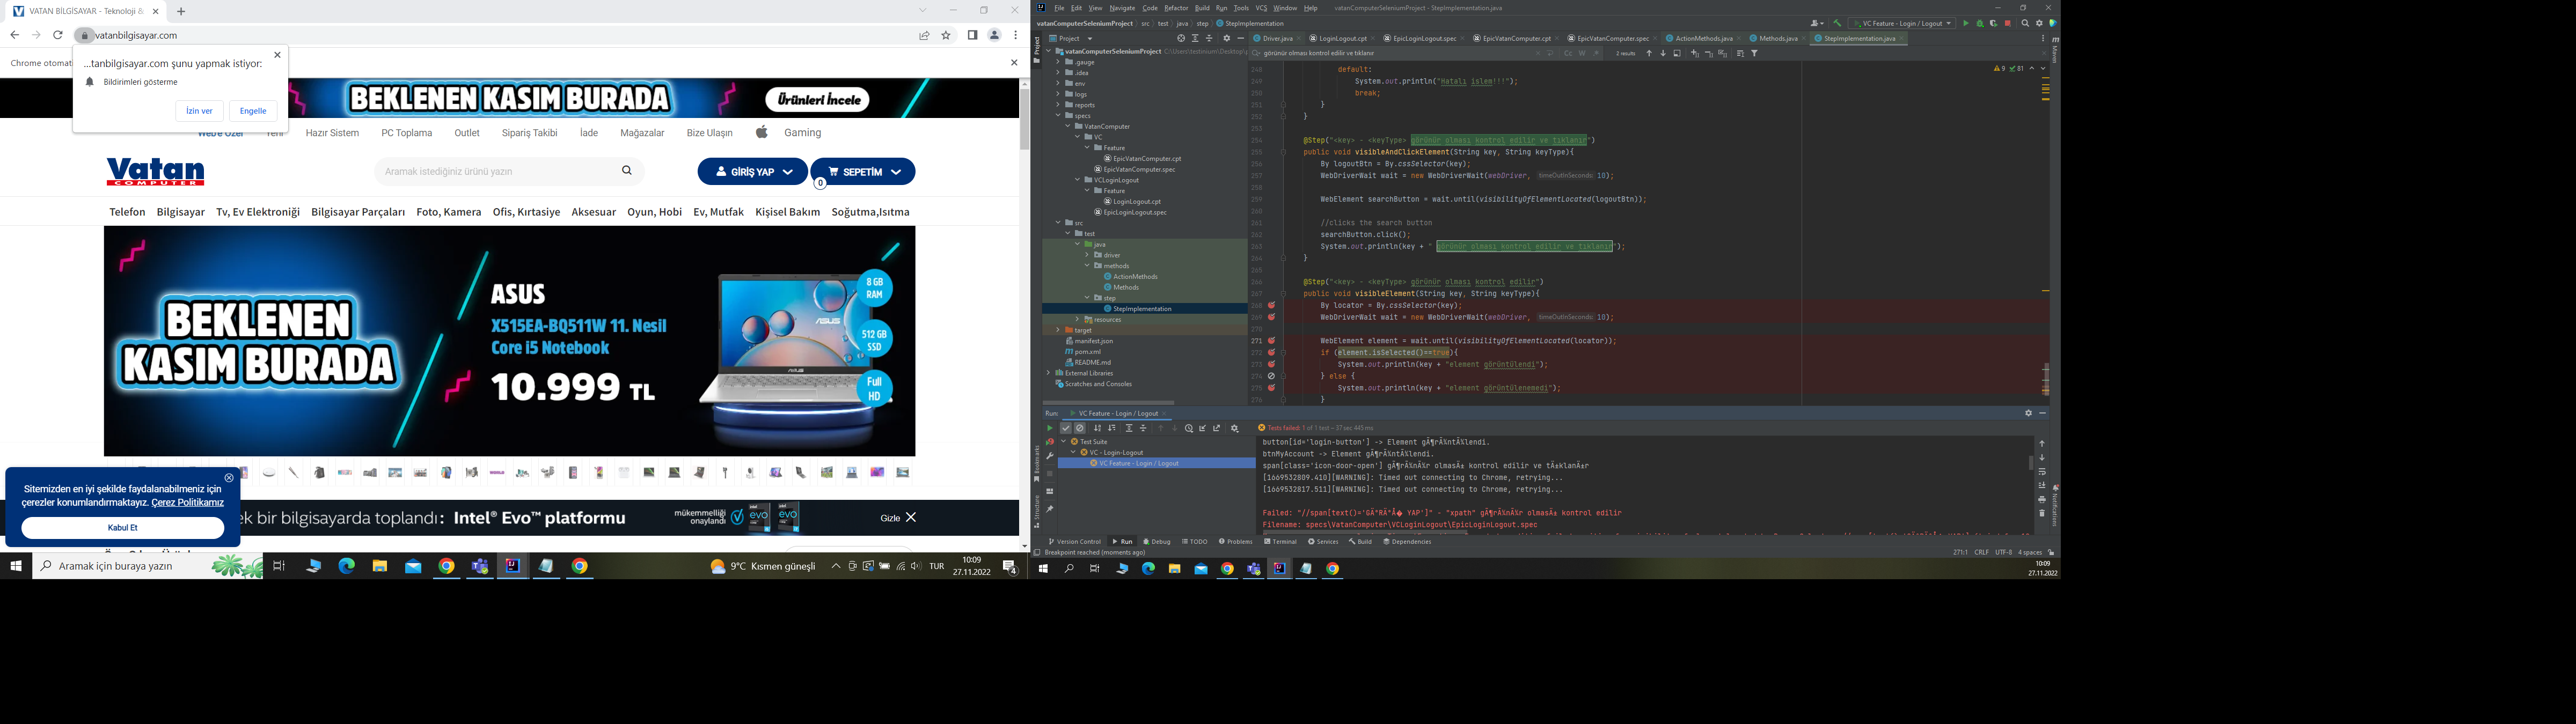 VATAN BİLGİSAYAR - Teknoloji &
vatanbilgisayar.com
Chrome otomat
...tanbilgisayar.com şunu yapmak istiyor:
Bildirimleri gösterme
İzin ver
Engelle
BEKLENEN KASIM BURADA
Ürünleri İncele
Web'e Özel Yeni Hazır Sistem PC Toplama Outlet Sipariş Takibi İade Mağazalar Bize Ulaşın Gaming
Vatan
COMPUTER
Aramak istediğiniz ürünü yazın
GİRİŞ YAP
0
SEPETİM
Telefon Bilgisayar Tv, Ev Elektroniği Bilgisayar Parçaları Foto, Kamera Ofis, Kırtasiye Aksesuar Oyun, Hobi Ev, Mutfak Kişisel Bakım Soğutma,Isıtma
BEKLENEN
KASIM BURADA
ASUS
X515EA-BQ511W 11. Nesil
Core i5 Notebook
10.999 TL
8 GB
RAM
512 GB
SSD
Full
HD
Sitemizden en iyi şekilde faydalanabilmeniz için
çerezler konumlandırmaktayız. Çerez Politikamız
Kabul Et
ek bir bilgisayarda toplandı: Intel® Evo™ platformu
mükemmelliği
onaylandı
evo
evo
Gizle
Aramak için buraya yazın
9°C Kısmen güneşli
TUR
10:09
27.11.2022
4
File Edit View Navigate Code Refactor Build Run Tools VCS Window Help vatanComputerSeleniumProject - StepImplementation.java
vatanComputerSeleniumProject src test java step StepImplementation
VC Feature - Login / Logout
Project
Driver.java LoginLogout.cpt EpicLoginLogout.spec EpicVatanComputer.cpt EpicVatanComputer.spec ActionMethods.java Methods.java StepImplementation.java
görünür olması kontrol edilir ve tıklanır
Cc W
2 results
vatanComputerSeleniumProject C:\Users\testinium\Desktop\
.gauge
.idea
env
logs
reports
specs
VatanComputer
VC
Feature
EpicVatanComputer.cpt
EpicVatanComputer.spec
VCLoginLogout
Feature
LoginLogout.cpt
EpicLoginLogout.spec
src
test
java
driver
methods
ActionMethods
Methods
step
StepImplementation
resources
target
manifest.json
pom.xml
README.md
External Libraries
Scratches and Consoles
Project
Maven
9 81
248 default:
249 System.out.println("Hatalı işlem!!!");
250 break;
251 }
252 }
253
254 @Step("<key> - <keyType> görünür olması kontrol edilir ve tıklanır")
255 public void visibleAndClickElement(String key, String keyType){
256 By logoutBtn = By.cssSelector(key);
257 WebDriverWait wait = new WebDriverWait(webDriver, timeOutInSeconds: 10);
258
259 WebElement searchButton = wait.until(visibilityOfElementLocated(logoutBtn));
260
261 //clicks the search button
262 searchButton.click();
263 System.out.println(key + " görünür olması kontrol edilir ve tıklanır");
264 }
265
266 @Step("<key> - <keyType> görünür olması kontrol edilir")
267 public void visibleElement(String key, String keyType){
268 By locator = By.cssSelector(key);
269 WebDriverWait wait = new WebDriverWait(webDriver, timeOutInSeconds: 10);
270
271 WebElement element = wait.until(visibilityOfElementLocated(locator));
272 if (element.isSelected()==true){
273 System.out.println(key + "element görüntülendi");
274 } else {
275 System.out.println(key + "element görüntülenemedi");
276 }
Run: VC Feature - Login / Logout
Tests failed: 1 of 1 test – 37 sec 445 ms
Test Suite
VC - Login-Logout
VC Feature - Login / Logout
button[id='login-button'] -> Element gÃ¶rÃ¼ntÃ¼lendi.
btnMyAccount -> Element gÃ¶rÃ¼ntÃ¼lendi.
span[class='icon-door-open'] gÃ¶rÃ¼nÃ¼r olmasÄ± kontrol edilir ve tÄ±klanÄ±r
[1669532809.410][WARNING]: Timed out connecting to Chrome, retrying...
[1669532817.511][WARNING]: Timed out connecting to Chrome, retrying...
Filename: specs\VatanComputer\VCLoginLogout\EpicLoginLogout.spec
Bookmarks
Structure
Notifications
Version Control Run Debug TODO Problems Terminal Services Build Dependencies
Breakpoint reached (moments ago)
271:1 CRLF UTF-8 4 spaces
10:09
27.11.2022